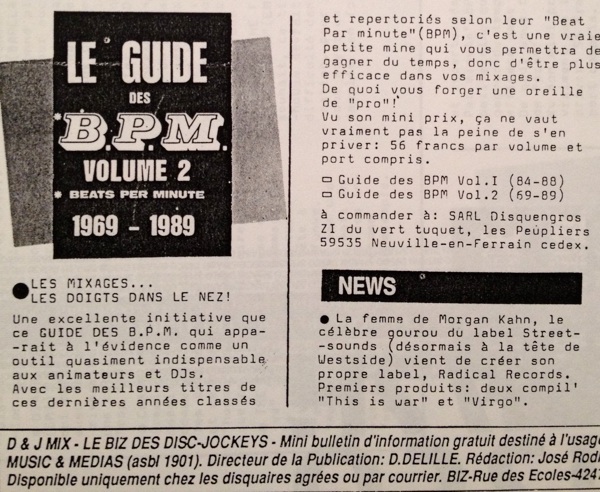 LE GUIDE
DES
*B.P.M.
VOLUME 2
* BEATS PER MINUTE
1969 - 1989
●LES MIXAGES...
LES DOIGTS DANS LE NEZ!
Une excellente initiative que
ce GUIDE DES B.P.M. qui appa-
-rait à l'évidence comme un
outil quasiment indispensable
aux animateurs et DJs.
Avec les meilleurs titres de
ces dernières années classés
et repertoriés selon leur "Beat
Par minute"(BPM), c'est une vraie
petite mine qui vous permettra de
gagner du temps, donc d'être plus
efficace dans vos mixages.
De quoi vous forger une oreille
de "pro"!
Vu son mini prix, ça ne vaut
vraiment pas la peine de s'en
priver: 56 francs par volume et
port compris.
▭ Guide des BPM Vol.I (84-88)
▭ Guide des BPM Vol.2 (69-89)
à commander à: SARL Disquengros
ZI du vert tuquet, les Peupliers
59535 Neuville-en-Ferrain cedex.
NEWS
● La femme de Morgan Kahn, le
célèbre gourou du label Street-
-sounds (désormais à la tête de
Westside) vient de créer son
propre label, Radical Records.
Premiers produits: deux compil'
"This is war" et "Virgo".
D & J MIX - LE BIZ DES DISC-JOCKEYS - Mini bulletin d'information gratuit destiné à l'usage
MUSIC & MEDIAS (asbl 1901). Directeur de la Publication: D.DELILLE. Rédaction: José
Disponible uniquement chez les disquaires agrées ou par courrier. BIZ-Rue des Ecoles-4247